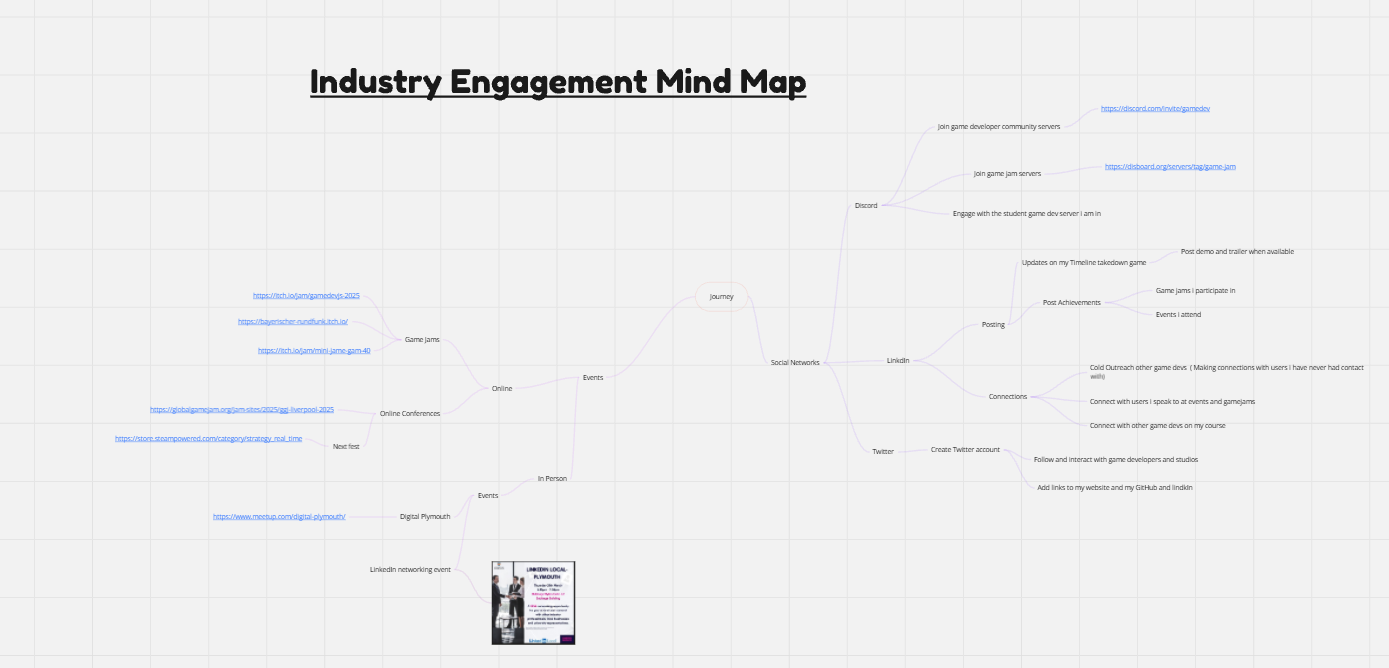 Industry Engagement Mind Map
Journey
Social Networks
Discord
Join game developer community servers
https://discord.com/invite/gamedev
Join game jam servers
https://disboard.org/servers/tag/game-jam
Engage with the student game dev server i am in
LinkdIn
Posting
Updates on my Timeline takedown game
Post demo and trailer when available
Post Achievements
Game jams i participate in
Events i attend
Connections
Cold Outreach other game devs ( Making connections with users i have never had contact
with)
Connect with users i speak to at events and gamejams
Connect with other game devs on my course
Twitter
Create Twitter account
Follow and interact with game developers and studios
Add links to my website and my GitHub and lindkIn
Events
Online
Game jams
https://itch.io/jam/gamedevjs-2025
https://bayerischer-rundfunk.itch.io/
https://itch.io/jam/mini-jame-gam-40
Online Conferences
https://globalgamejam.org/jam-sites/2025/ggj-liverpool-2025
Next fest
https://store.steampowered.com/category/strategy_real_time
In Person
Events
Digital Plymouth
https://www.meetup.com/digital-plymouth/
LinkedIn networking event
LINKEDIN LOCAL-
PLYMOUTH